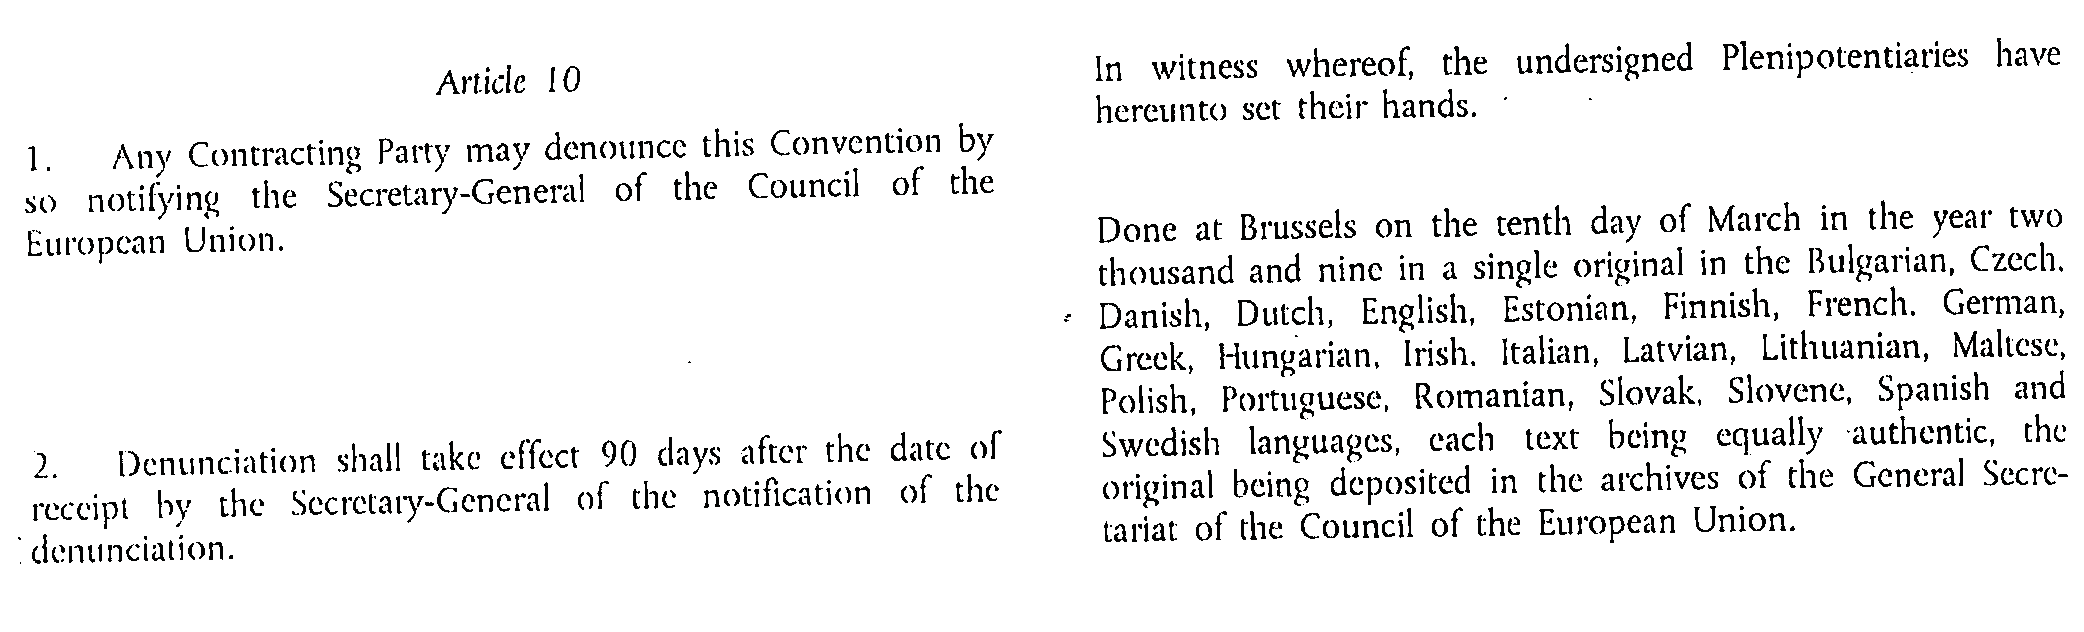 Article 10
1. Any Contracting Party may denounce this Convention by
so notifying the Secretary-General of the Council of the
European Union.
2. Denunciation shall take effect 90 days after the date of
receipt by the Secretary-General of the notification of the
denunciation.
In witness whereof, the undersigned Plenipotentiaries have
hereunto set their hands.
Done at Brussels on the tenth day of March in the year two
thousand and nine in a single original in the Bulgarian, Czech,
Danish, Dutch, English, Estonian, Finnish, French, German,
Greek, Hungarian, Irish, Italian, Latvian, Lithuanian, Maltese,
Polish, Portuguese, Romanian, Slovak, Slovene, Spanish and
Swedish languages, each text being equally authentic, the
original being deposited in the archives of the General Secre-
tariat of the Council of the European Union.